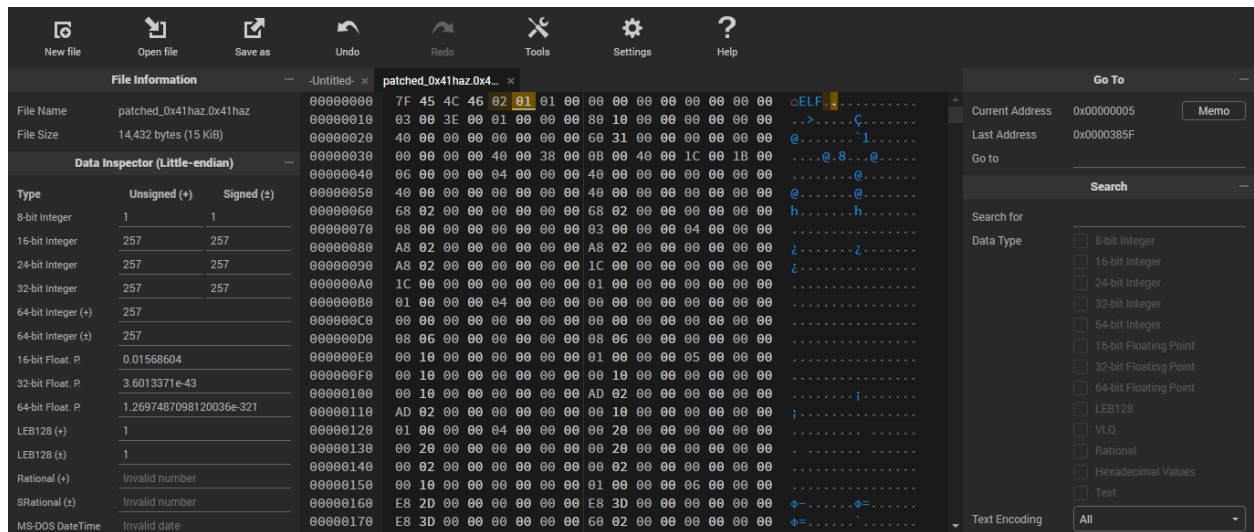 New file Open file Save as Undo Redo Tools Settings Help
File Information
File Name patched_0x41haz.0x41haz
File Size 14,432 bytes (15 KiB)
Data Inspector (Little-endian)
Type Unsigned (+) Signed (±)
8-bit Integer 1 1
16-bit Integer 257 257
24-bit Integer 257 257
32-bit Integer 257 257
64-bit Integer (+) 257
64-bit Integer (±) 257
16-bit Float. P. 0.01568604
32-bit Float. P. 3.6013371e-43
64-bit Float. P. 1.2697487098120036e-321
LEB128 (+) 1
LEB128 (±) 1
Rational (+) Invalid number
SRational (±) Invalid number
MS-DOS DateTime Invalid date
-Untitled- × patched_0x41haz.0x4... ×
00000000 7F 45 4C 46 02 01 01 00 00 00 00 00 00 00 00 00 ⌂ELF............
00000010 03 00 3E 00 01 00 00 00 80 10 00 00 00 00 00 00 ..>.....Ç.......
00000020 40 00 00 00 00 00 00 00 60 31 00 00 00 00 00 00 @.......`1......
00000030 00 00 00 00 40 00 38 00 0B 00 40 00 1C 00 1B 00 ....@.8...@.....
00000040 06 00 00 00 04 00 00 00 40 00 00 00 00 00 00 00 ........@.......
00000050 40 00 00 00 00 00 00 00 40 00 00 00 00 00 00 00 @.......@.......
00000060 68 02 00 00 00 00 00 00 68 02 00 00 00 00 00 00 h.......h.......
00000070 08 00 00 00 00 00 00 00 03 00 00 00 04 00 00 00 ................
00000080 A8 02 00 00 00 00 00 00 A8 02 00 00 00 00 00 00 ¿.......¿.......
00000090 A8 02 00 00 00 00 00 00 1C 00 00 00 00 00 00 00 ¿...............
000000A0 1C 00 00 00 00 00 00 00 01 00 00 00 00 00 00 00 ................
000000B0 01 00 00 00 04 00 00 00 00 00 00 00 00 00 00 00 ................
000000C0 00 00 00 00 00 00 00 00 00 00 00 00 00 00 00 00 ................
000000D0 08 06 00 00 00 00 00 00 08 06 00 00 00 00 00 00 ................
000000E0 00 10 00 00 00 00 00 00 01 00 00 00 05 00 00 00 ................
000000F0 00 10 00 00 00 00 00 00 00 10 00 00 00 00 00 00 ................
00000100 00 10 00 00 00 00 00 00 AD 02 00 00 00 00 00 00 ........¡.......
00000110 AD 02 00 00 00 00 00 00 00 10 00 00 00 00 00 00 ¡...............
00000120 01 00 00 00 04 00 00 00 00 20 00 00 00 00 00 00 ......... ......
00000130 00 20 00 00 00 00 00 00 00 20 00 00 00 00 00 00 . ....... ......
00000140 00 02 00 00 00 00 00 00 00 02 00 00 00 00 00 00 ................
00000150 00 10 00 00 00 00 00 00 01 00 00 00 06 00 00 00 ................
00000160 E8 2D 00 00 00 00 00 00 E8 3D 00 00 00 00 00 00 Φ-......Φ=......
00000170 E8 3D 00 00 00 00 00 00 60 02 00 00 00 00 00 00 Φ=......`.......
Go To
Current Address 0x00000005 Memo
Last Address 0x0000385F
Go to
Search
Search for
Data Type 8-bit Integer
16-bit Integer
24-bit Integer
32-bit Integer
64-bit Integer
16-bit Floating Point
32-bit Floating Point
64-bit Floating Point
LEB128
VLQ
Rational
Hexadecimal Values
Text
Text Encoding All